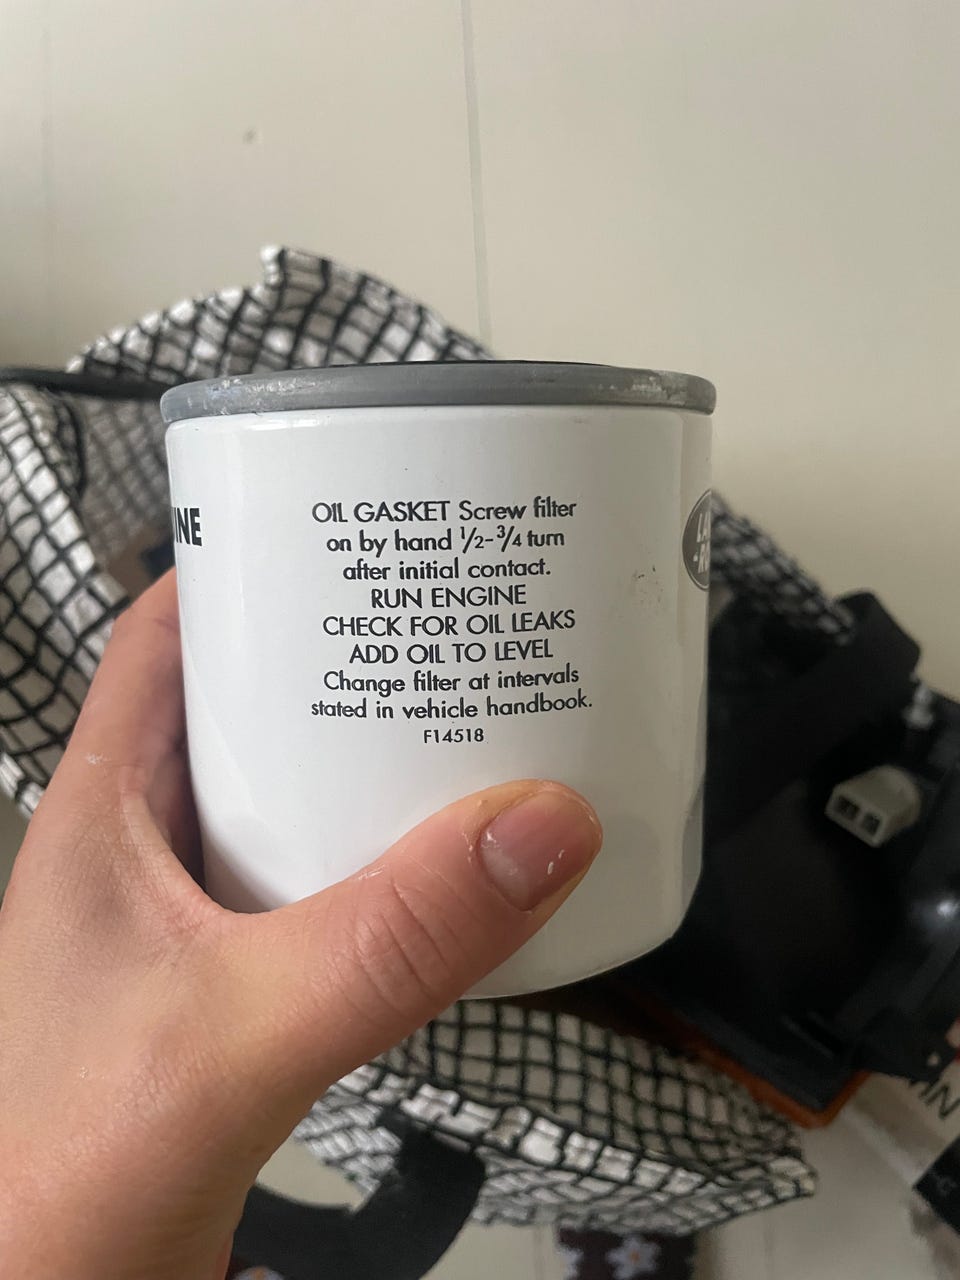 INE
OIL GASKET Screw filter
on by hand ½-¾ turn
after initial contact.
RUN ENGINE
CHECK FOR OIL LEAKS
ADD OIL TO LEVEL
Change filter at intervals
stated in vehicle handbook.
F14518